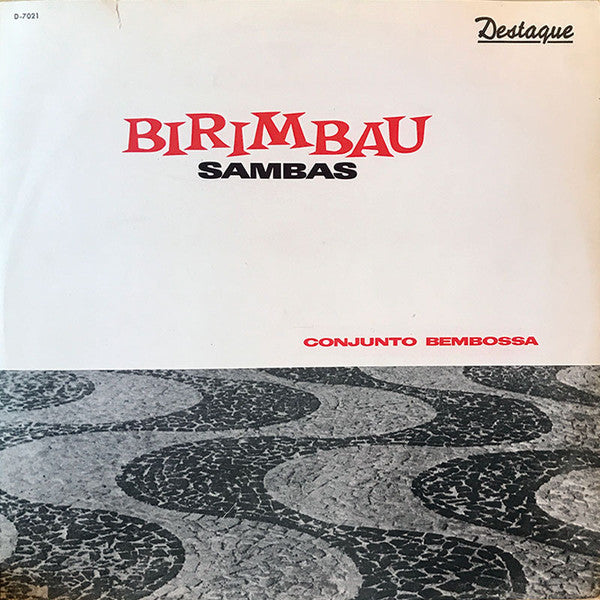 D-7021
Destaque
BIRIMBAU
SAMBAS
CONJUNTO BEMBOSSA